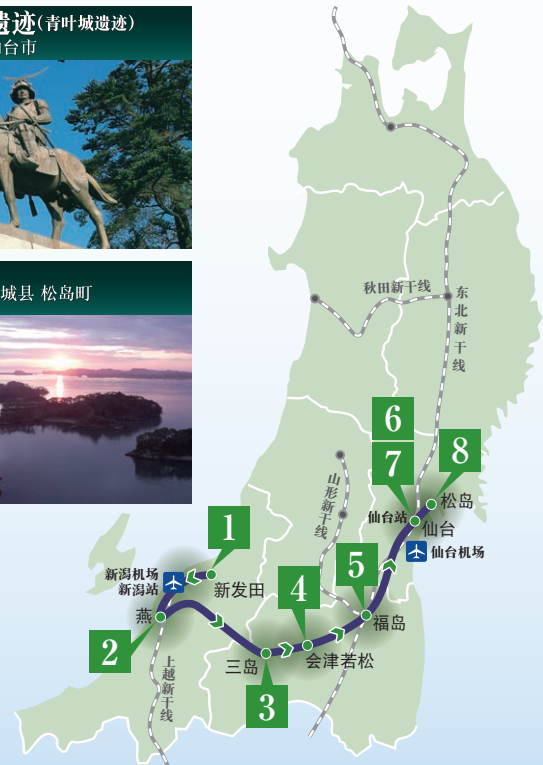 遗迹(青叶城遗迹)
台市
城县 松岛町
秋田新干线
东北新干线
山形新干线
6
7
8
松岛
仙台站
仙台
仙台机场
1
新潟机场
新潟站
新发田
5
4
燕
福岛
2
三岛
会津若松
3
上越新干线